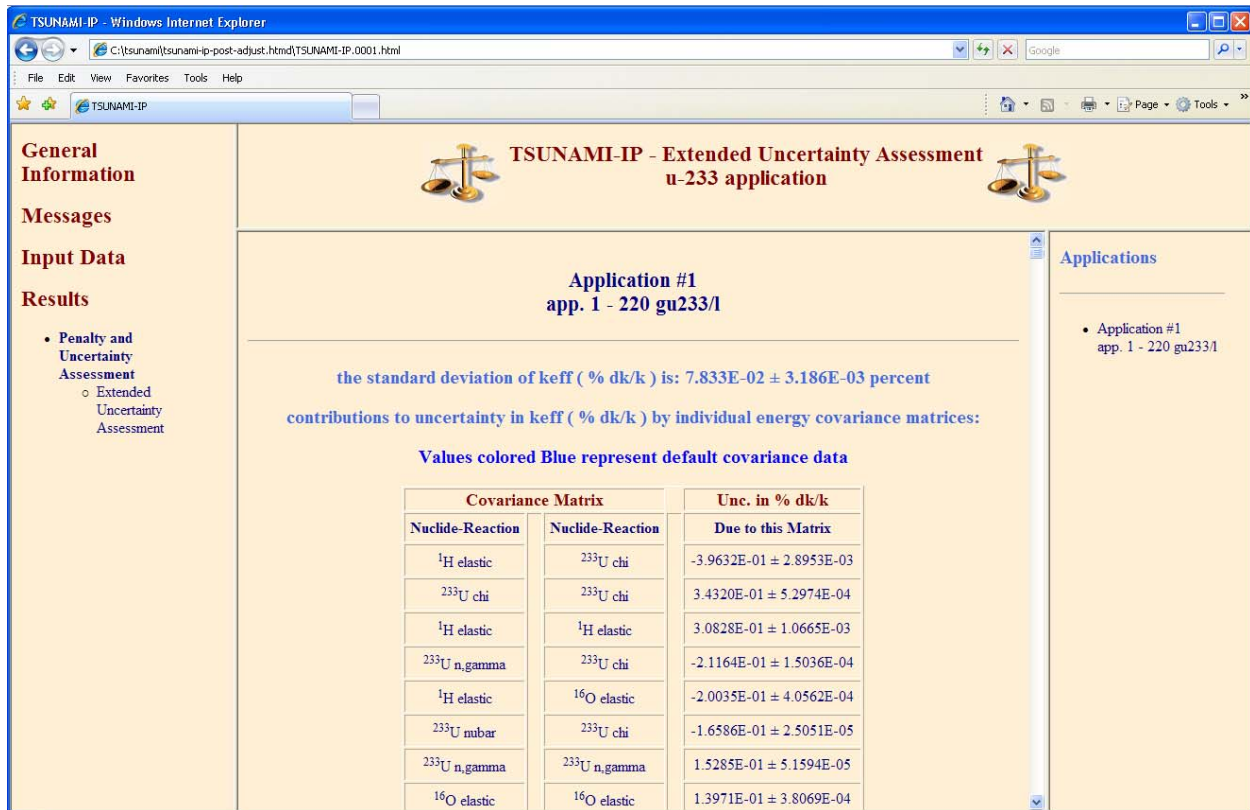 TSUNAMI-IP - Windows Internet Explorer
C:\tsunami\tsunami-ip-post-adjust.htmd\TSUNAMI-IP.0001.html
Google
File Edit View Favorites Tools Help
TSUNAMI-IP
Page Tools »
General
Information
Messages
Input Data
Results
• Penalty and
Uncertainty
Assessment
○ Extended
Uncertainty
Assessment
TSUNAMI-IP - Extended Uncertainty Assessment
u-233 application
Application #1
app. 1 - 220 gu233/l
the standard deviation of keff ( % dk/k ) is: 7.833E-02 ± 3.186E-03 percent
contributions to uncertainty in keff ( % dk/k ) by individual energy covariance matrices:
Values colored Blue represent default covariance data
Covariance Matrix Unc. in % dk/k
Nuclide-Reaction Nuclide-Reaction Due to this Matrix
¹H elastic ²³³U chi -3.9632E-01 ± 2.8953E-03
²³³U chi ²³³U chi 3.4320E-01 ± 5.2974E-04
¹H elastic ¹H elastic 3.0828E-01 ± 1.0665E-03
²³³U n,gamma ²³³U chi -2.1164E-01 ± 1.5036E-04
¹H elastic ¹⁶O elastic -2.0035E-01 ± 4.0562E-04
²³³U nubar ²³³U chi -1.6586E-01 ± 2.5051E-05
²³³U n,gamma ²³³U n,gamma 1.5285E-01 ± 5.1594E-05
¹⁶O elastic ¹⁶O elastic 1.3971E-01 ± 3.8069E-04
Applications
• Application #1
app. 1 - 220 gu233/l